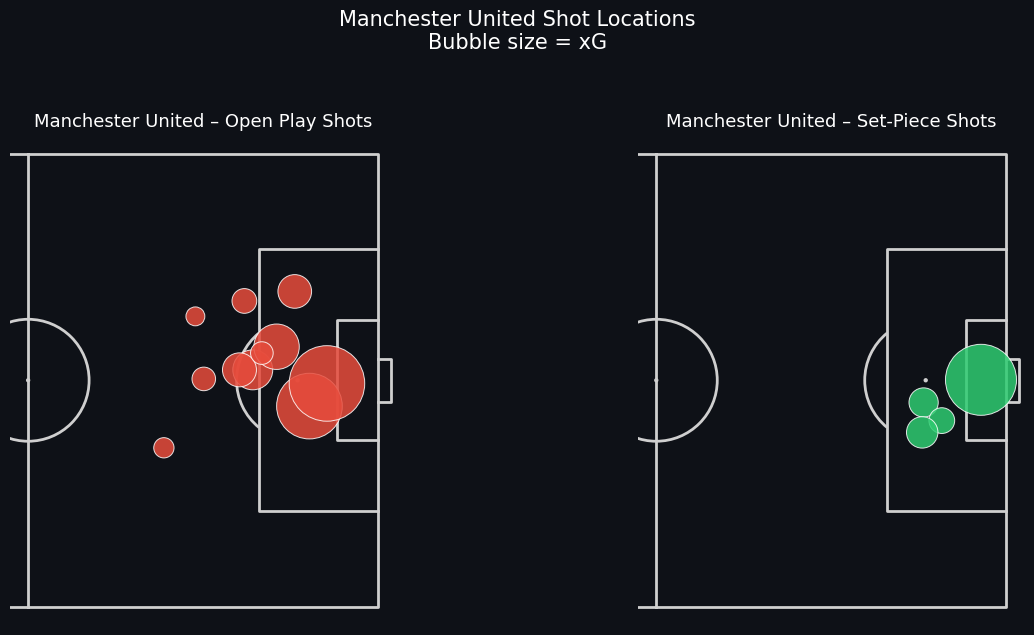 Manchester United Shot Locations
Bubble size = xG
Manchester United – Open Play Shots
Manchester United – Set-Piece Shots